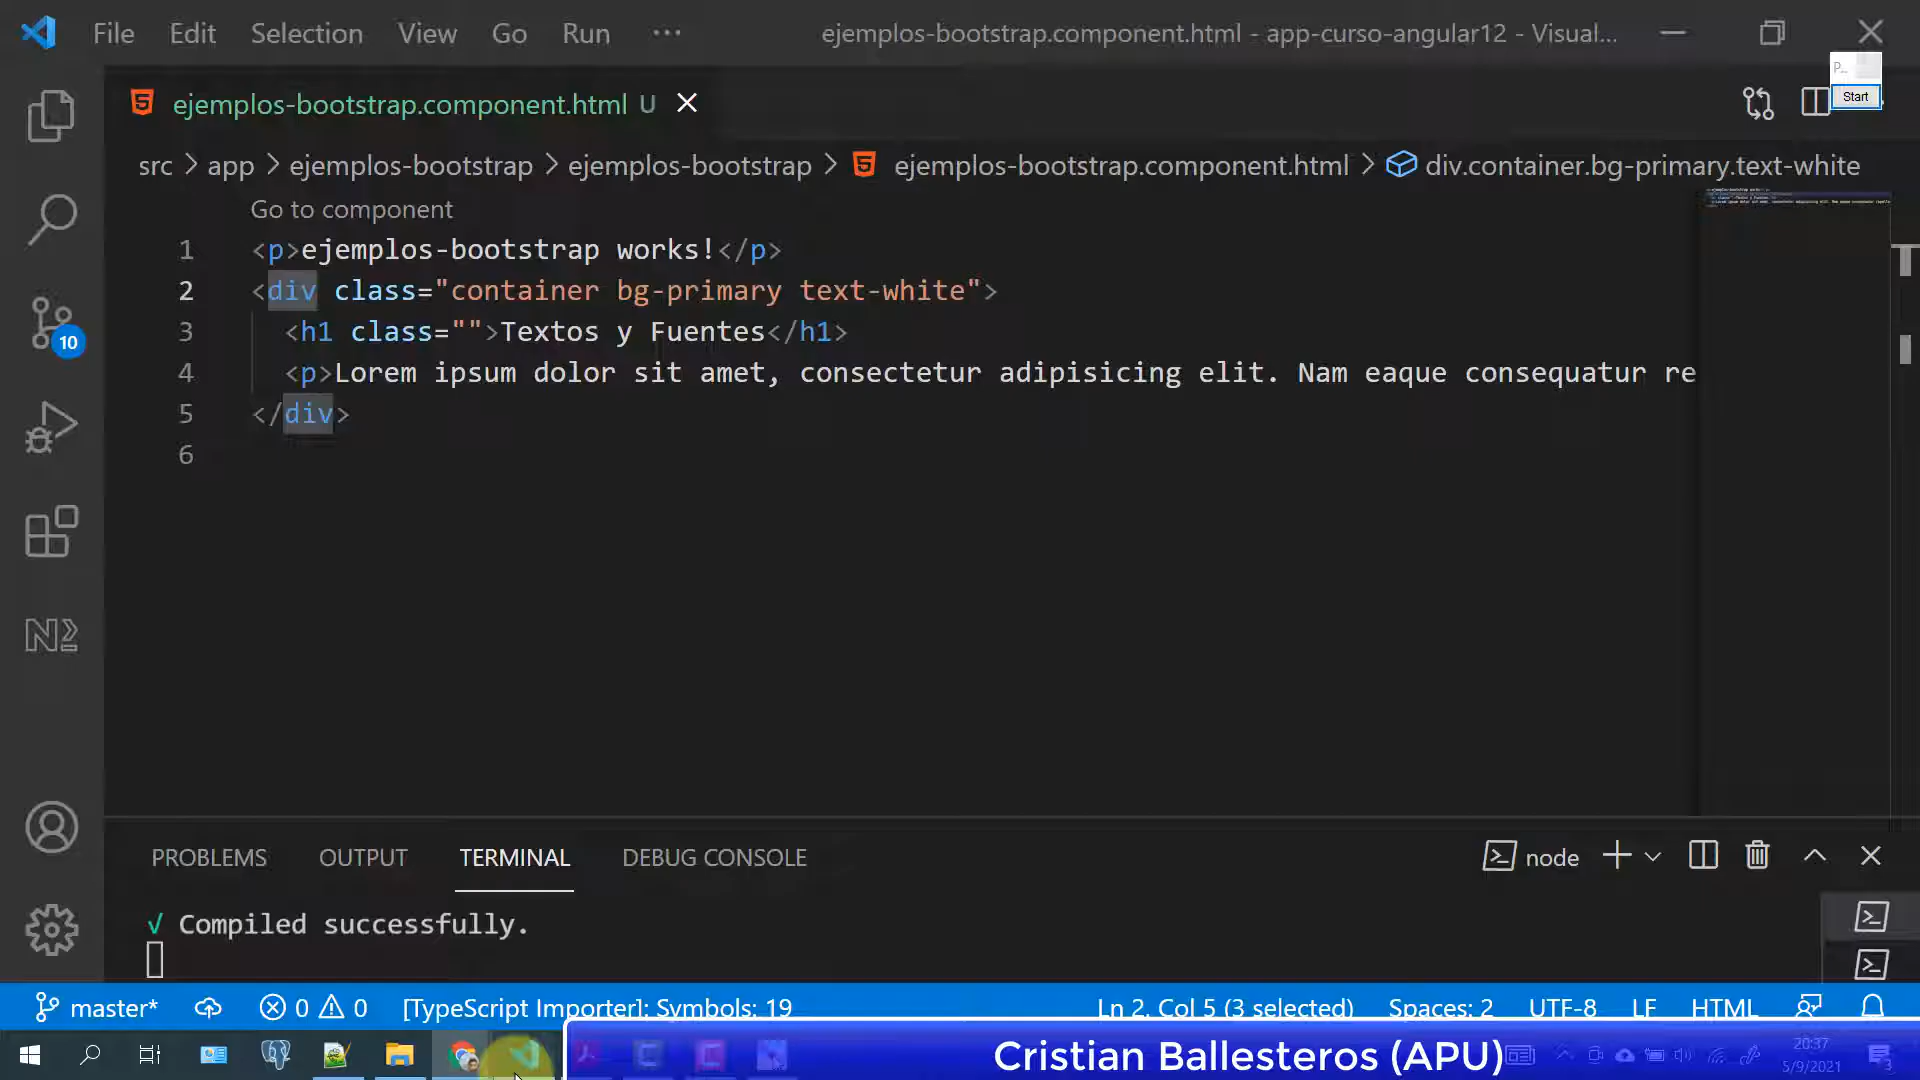 File Edit Selection View Go Run ··· ejemplos-bootstrap.component.html - app-curso-angular12 - Visual...
P...
Start
ejemplos-bootstrap.component.html U
src > app > ejemplos-bootstrap > ejemplos-bootstrap > ejemplos-bootstrap.component.html > div.container.bg-primary.text-white
Go to component
1 <p>ejemplos-bootstrap works!</p>
2 <div class="container bg-primary text-white">
3 <h1 class="">Textos y Fuentes</h1>
4 <p>Lorem ipsum dolor sit amet, consectetur adipisicing elit. Nam eaque consequatur re
5 </div>
6
10
PROBLEMS OUTPUT TERMINAL DEBUG CONSOLE node
√ Compiled successfully.
master* 0 0 [TypeScript Importer]: Symbols: 19 Ln 2, Col 5 (3 selected) Spaces: 2 UTF-8 LF HTML
Cristian Ballesteros (APU)
20:37
5/9/2021
3